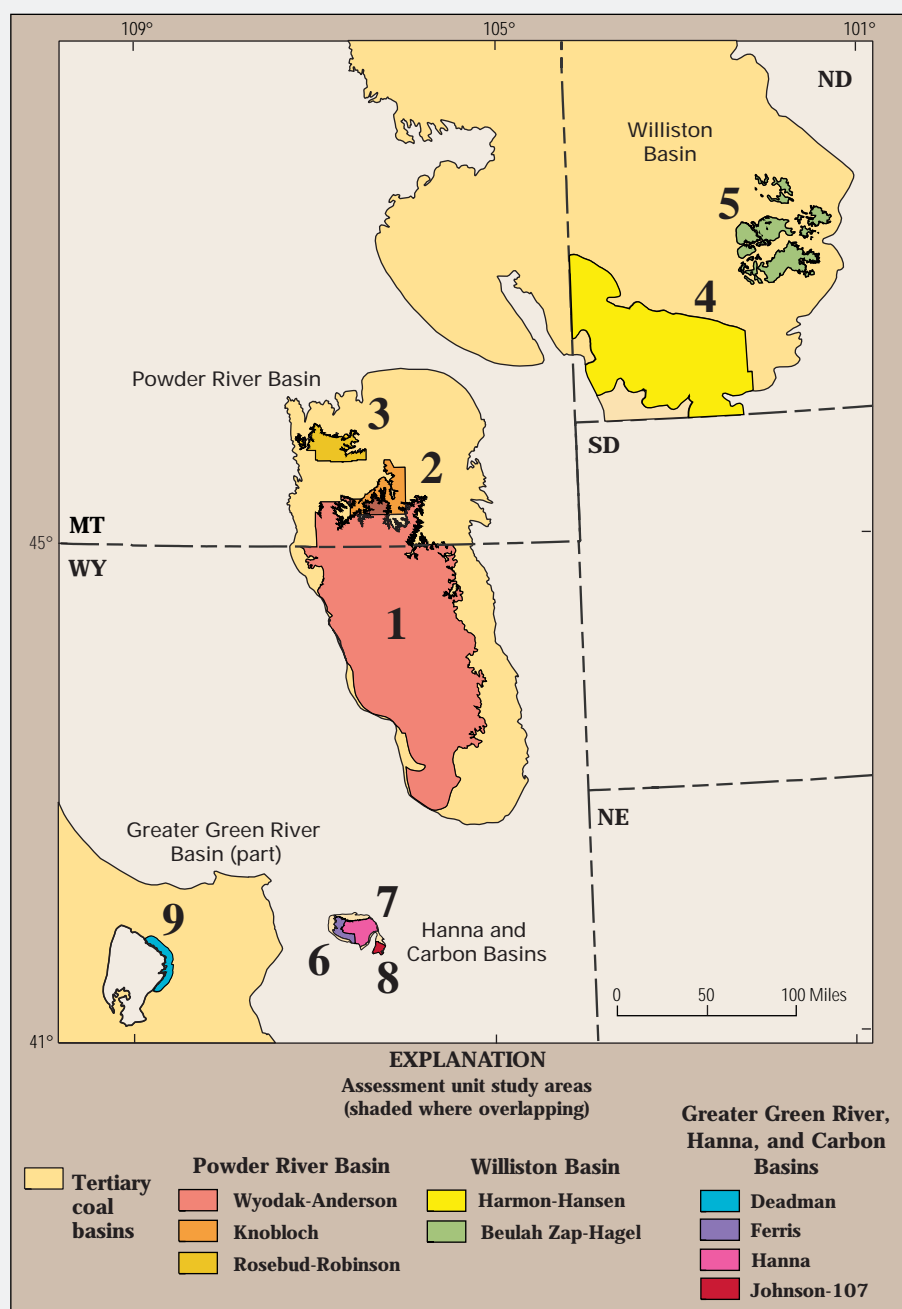 109°
105°
101°
ND
Williston
Basin
5
4
Powder River Basin
3
2
SD
MT
45°
WY
1
NE
Greater Green River
Basin (part)
9
7
Hanna and
Carbon Basins
6
8
0 50 100 Miles
41°
EXPLANATION
Assessment unit study areas
(shaded where overlapping)
Tertiary
coal
basins
Powder River Basin
Wyodak-Anderson
Knobloch
Rosebud-Robinson
Williston Basin
Harmon-Hansen
Beulah Zap-Hagel
Greater Green River,
Hanna, and Carbon
Basins
Deadman
Ferris
Hanna
Johnson-107